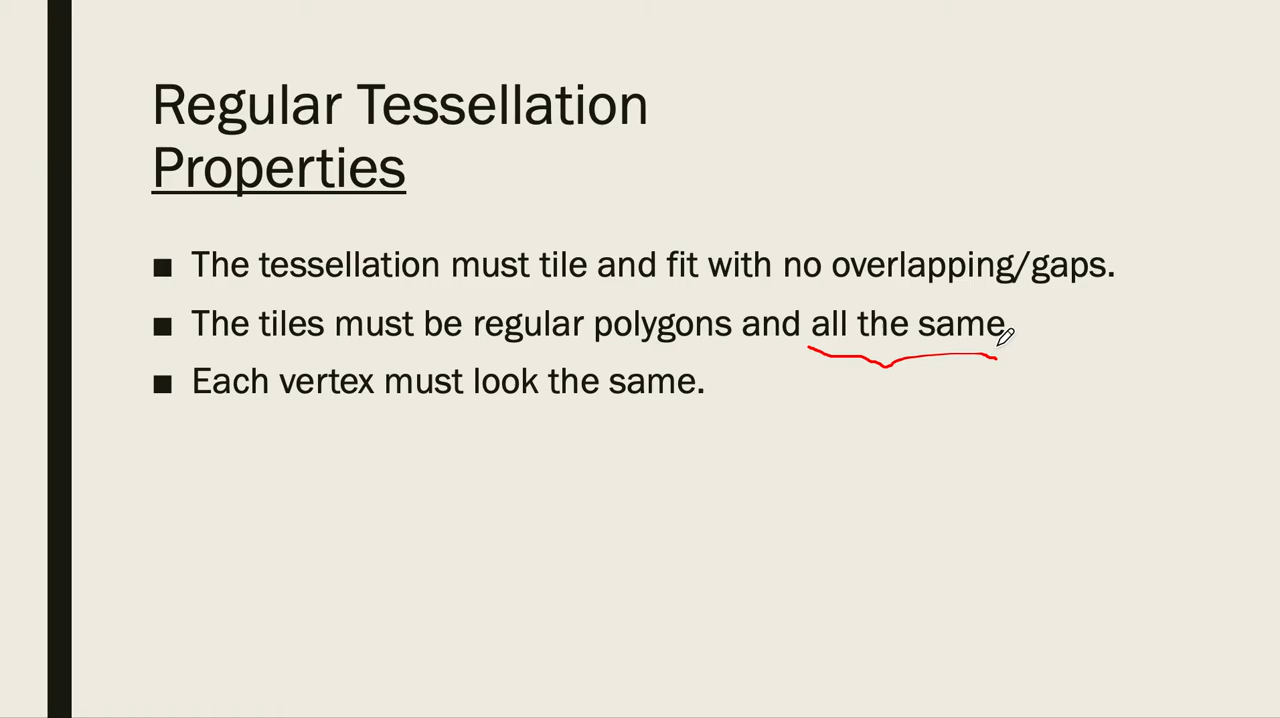 Regular Tessellation
Properties
■ The tessellation must tile and fit with no overlapping/gaps.
■ The tiles must be regular polygons and all the same.
■ Each vertex must look the same.